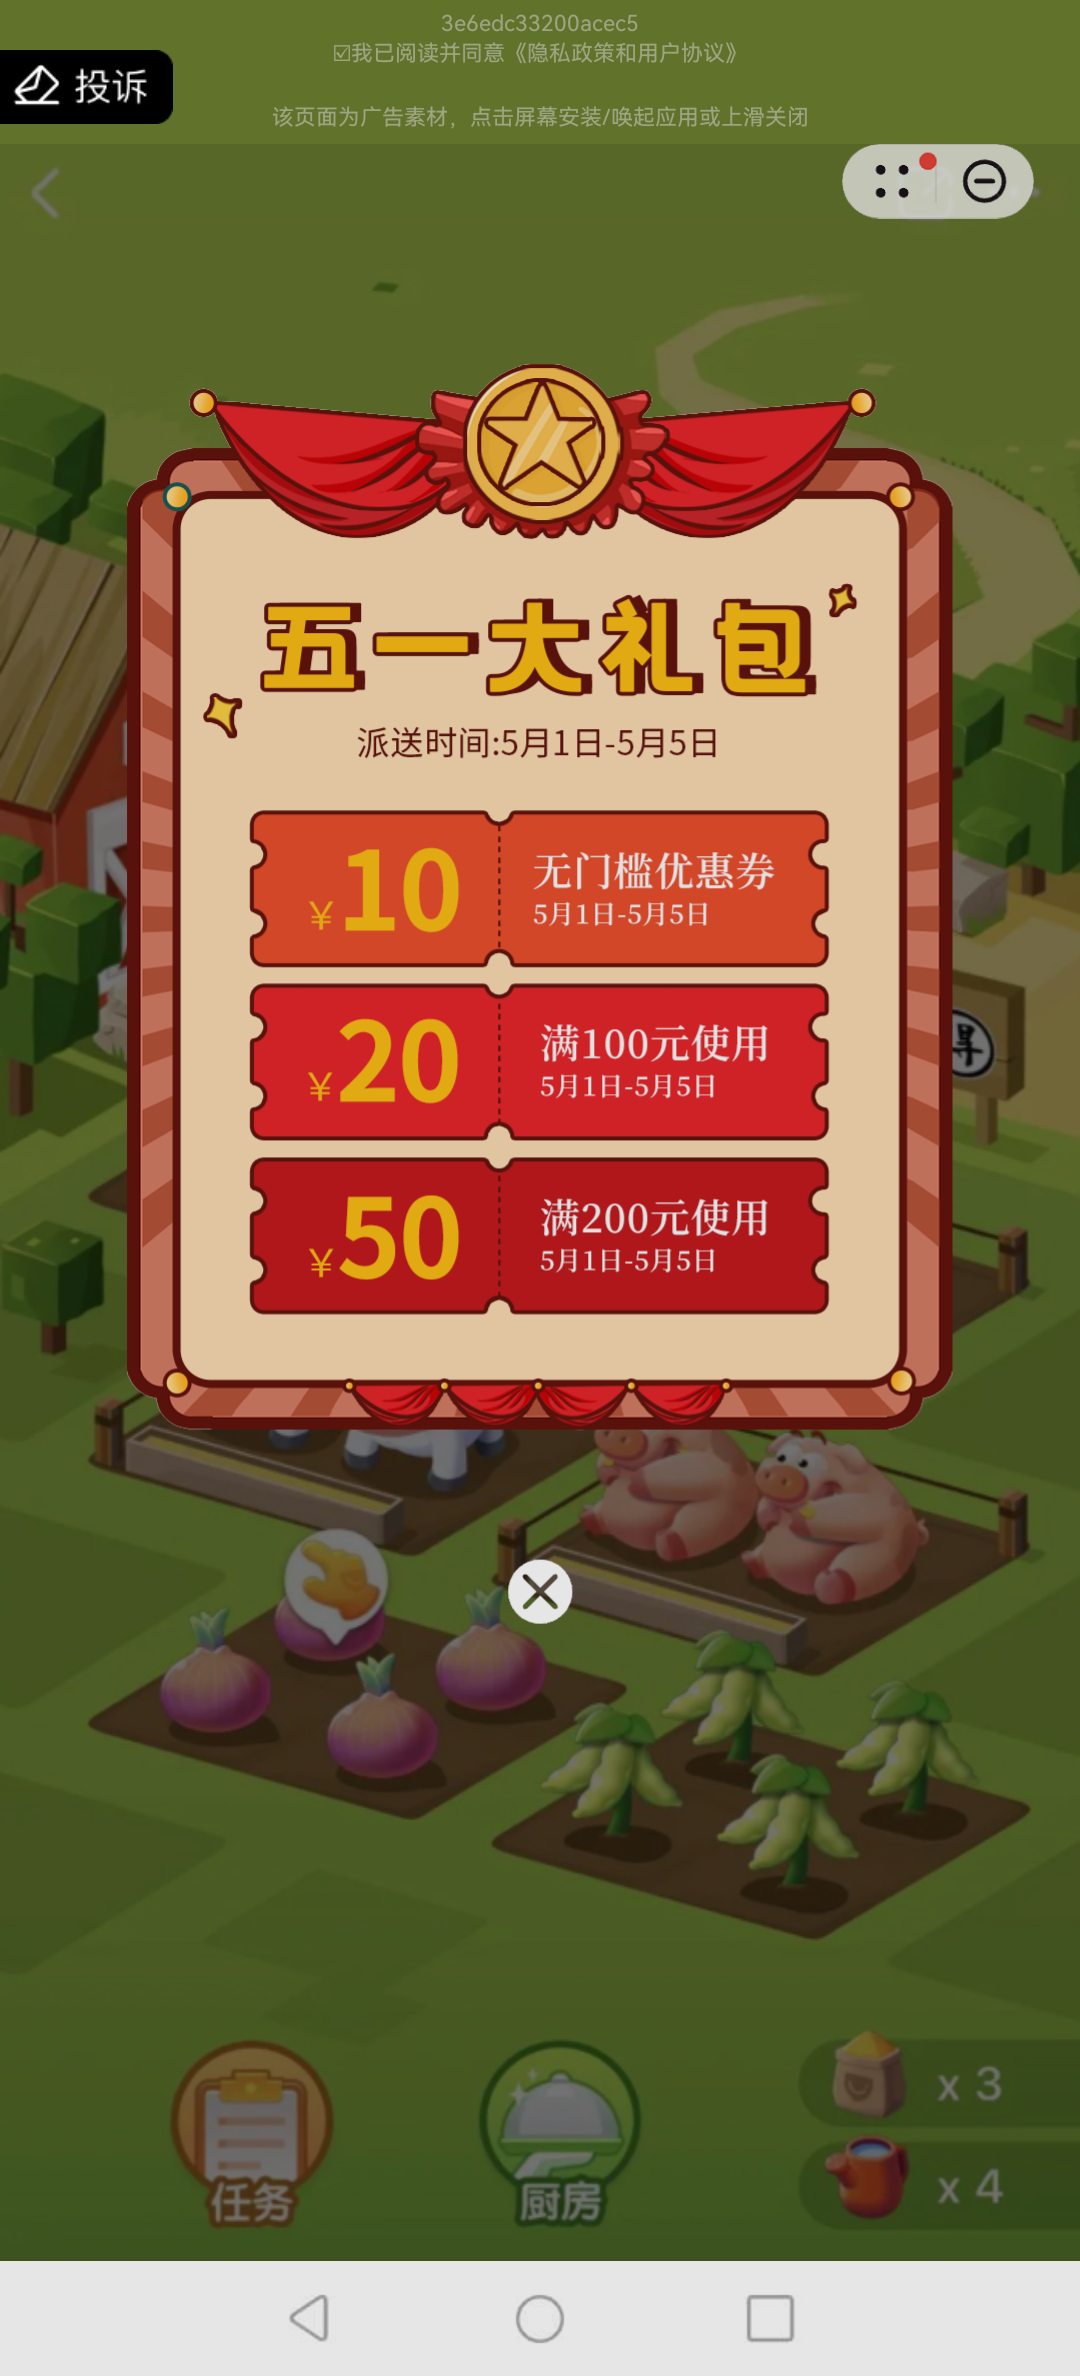 3e6edc33200acec5
☑我已阅读并同意《隐私政策和用户协议》
投诉
该页面为广告素材，点击屏幕安装/唤起应用或上滑关闭
五一大礼包
派送时间:5月1日-5月5日
¥10
无门槛优惠券
5月1日-5月5日
¥20
满100元使用
5月1日-5月5日
¥50
满200元使用
5月1日-5月5日
x 3
x 4
任务
厨房